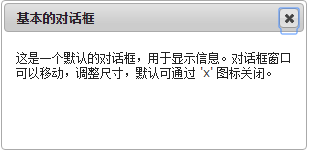 基本的对话框
这是一个默认的对话框，用于显示信息。对话框窗口
可以移动，调整尺寸，默认可通过 'x' 图标关闭。